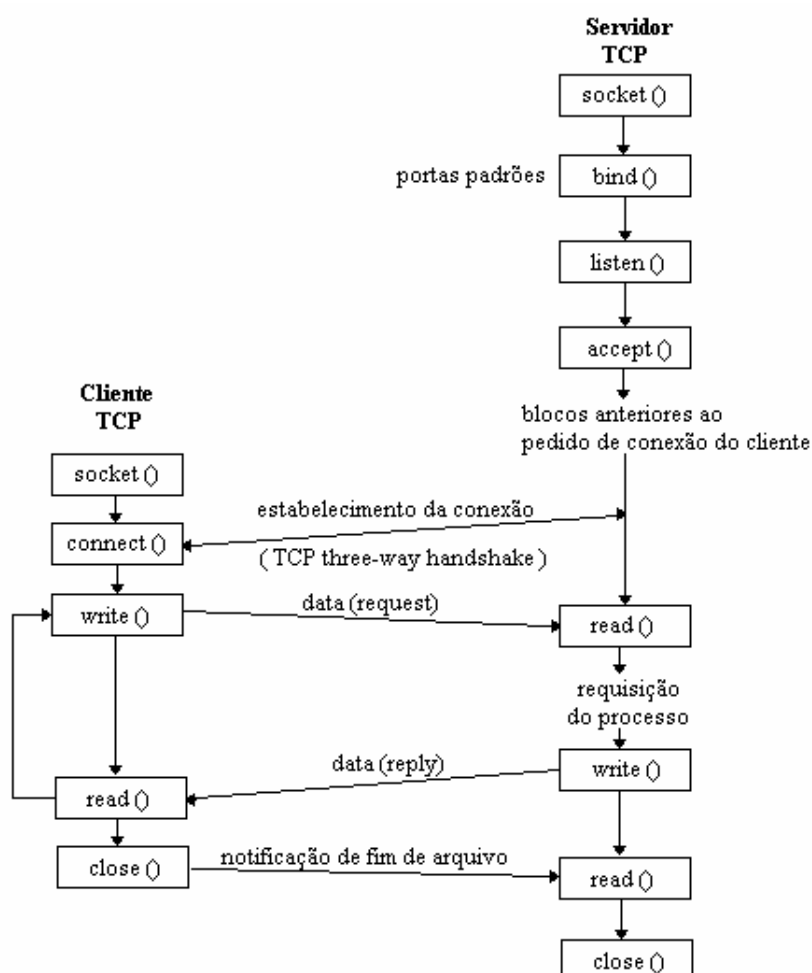 Servidor
TCP
socket ()
portas padrões
bind ()
listen ()
accept ()
blocos anteriores ao
pedido de conexão do cliente
Cliente
TCP
socket ()
estabelecimento da conexão
connect ()
( TCP three-way handshake )
write ()
data (request)
read ()
requisição
do processo
data (reply)
write ()
read ()
close ()
notificação de fim de arquivo
read ()
close ()